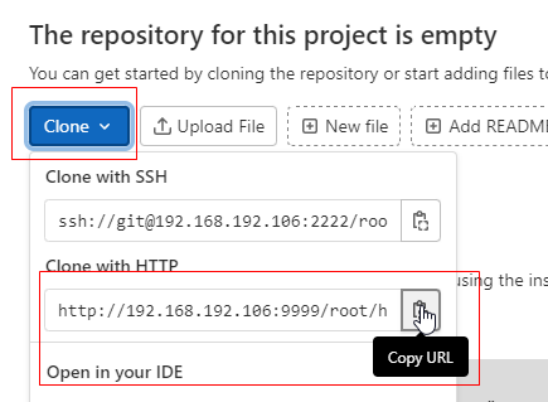 The repository for this project is empty
You can get started by cloning the repository or start adding files to
Clone Upload File New file Add README
Clone with SSH
ssh://git@192.168.192.106:2222/roo
Clone with HTTP
using the ins
http://192.168.192.106:9999/root/h
Copy URL
Open in your IDE